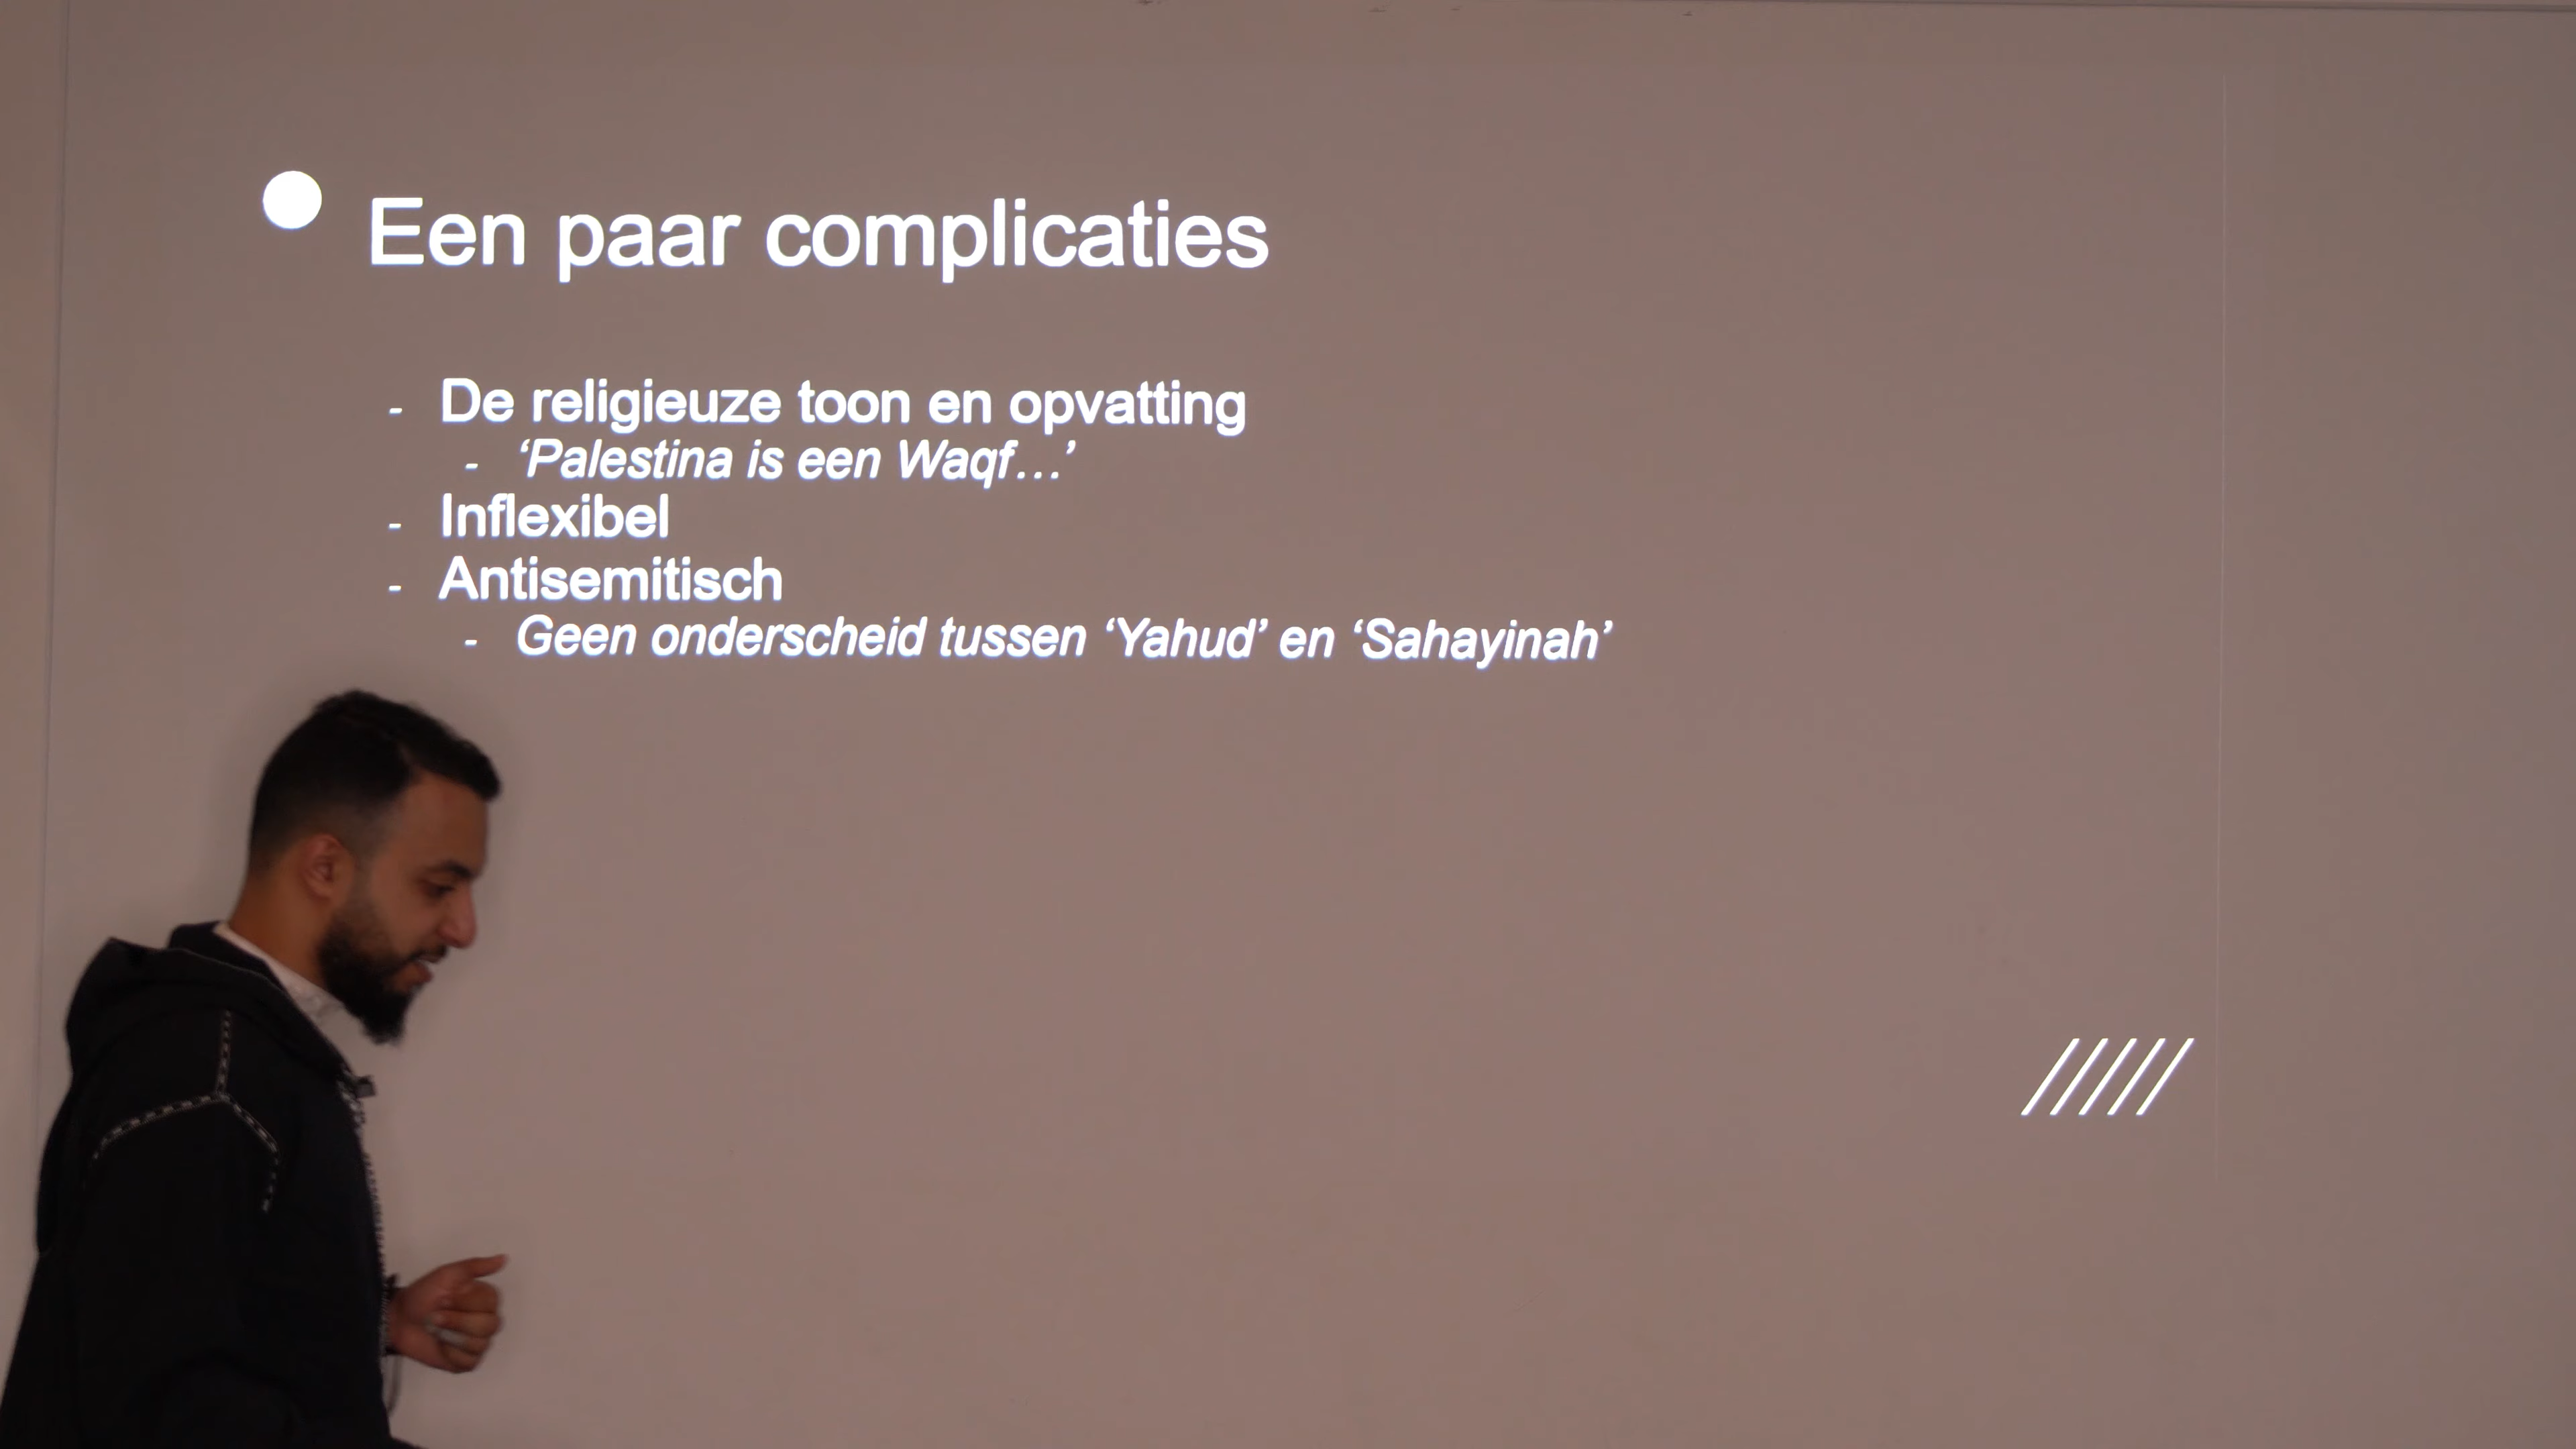 Een paar complicaties
- De religieuze toon en opvatting
- ‘Palestina is een Waqf…’
- Inflexibel
- Antisemitisch
- Geen onderscheid tussen ‘Yahud’ en ‘Sahayinah’